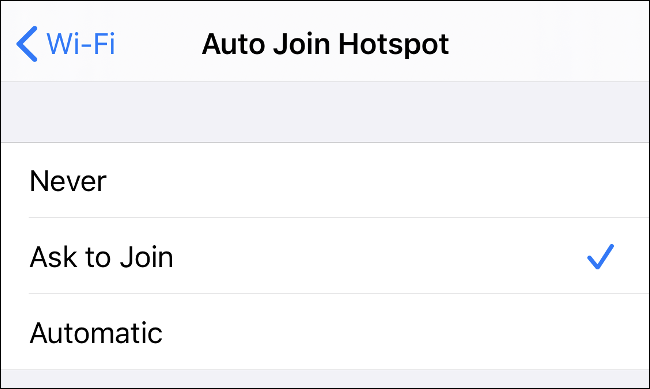 Wi-Fi
Auto Join Hotspot
Never
Ask to Join
Automatic